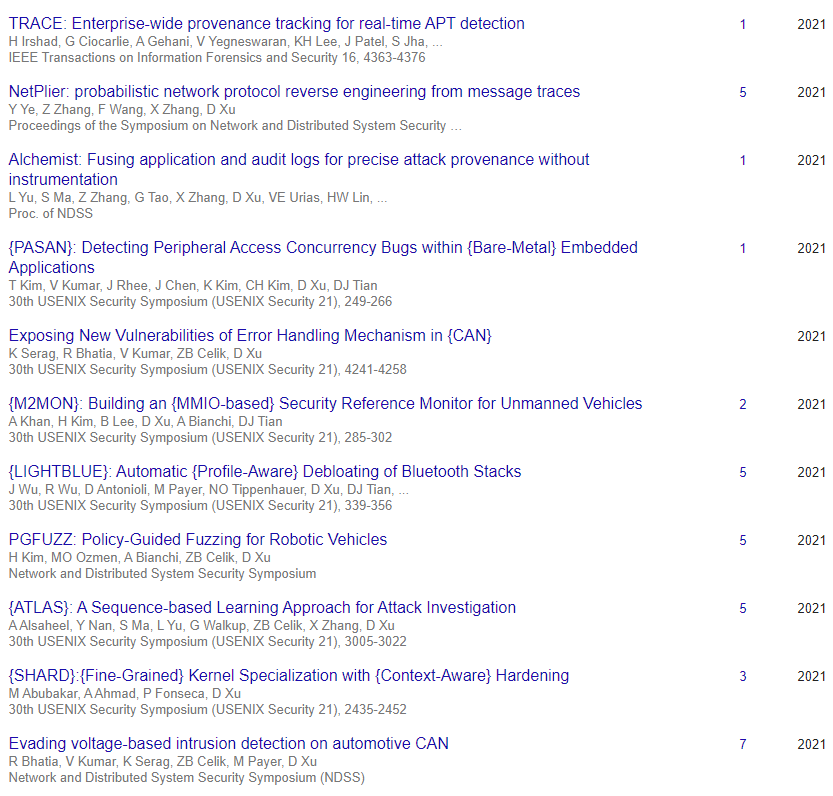 TRACE: Enterprise-wide provenance tracking for real-time APT detection 1 2021
H Irshad, G Ciocarlie, A Gehani, V Yegneswaran, KH Lee, J Patel, S Jha, ...
IEEE Transactions on Information Forensics and Security 16, 4363-4376
NetPlier: probabilistic network protocol reverse engineering from message traces 5 2021
Y Ye, Z Zhang, F Wang, X Zhang, D Xu
Proceedings of the Symposium on Network and Distributed System Security …
Alchemist: Fusing application and audit logs for precise attack provenance without 1 2021
instrumentation
L Yu, S Ma, Z Zhang, G Tao, X Zhang, D Xu, VE Urias, HW Lin, ...
Proc. of NDSS
{PASAN}: Detecting Peripheral Access Concurrency Bugs within {Bare-Metal} Embedded 1 2021
Applications
T Kim, V Kumar, J Rhee, J Chen, K Kim, CH Kim, D Xu, DJ Tian
30th USENIX Security Symposium (USENIX Security 21), 249-266
Exposing New Vulnerabilities of Error Handling Mechanism in {CAN} 2021
K Serag, R Bhatia, V Kumar, ZB Celik, D Xu
30th USENIX Security Symposium (USENIX Security 21), 4241-4258
{M2MON}: Building an {MMIO-based} Security Reference Monitor for Unmanned Vehicles 2 2021
A Khan, H Kim, B Lee, D Xu, A Bianchi, DJ Tian
30th USENIX Security Symposium (USENIX Security 21), 285-302
{LIGHTBLUE}: Automatic {Profile-Aware} Debloating of Bluetooth Stacks 5 2021
J Wu, R Wu, D Antonioli, M Payer, NO Tippenhauer, D Xu, DJ Tian, ...
30th USENIX Security Symposium (USENIX Security 21), 339-356
PGFUZZ: Policy-Guided Fuzzing for Robotic Vehicles 5 2021
H Kim, MO Ozmen, A Bianchi, ZB Celik, D Xu
Network and Distributed System Security Symposium
{ATLAS}: A Sequence-based Learning Approach for Attack Investigation 5 2021
A Alsaheel, Y Nan, S Ma, L Yu, G Walkup, ZB Celik, X Zhang, D Xu
30th USENIX Security Symposium (USENIX Security 21), 3005-3022
{SHARD}:{Fine-Grained} Kernel Specialization with {Context-Aware} Hardening 3 2021
M Abubakar, A Ahmad, P Fonseca, D Xu
30th USENIX Security Symposium (USENIX Security 21), 2435-2452
Evading voltage-based intrusion detection on automotive CAN 7 2021
R Bhatia, V Kumar, K Serag, ZB Celik, M Payer, D Xu
Network and Distributed System Security Symposium (NDSS)